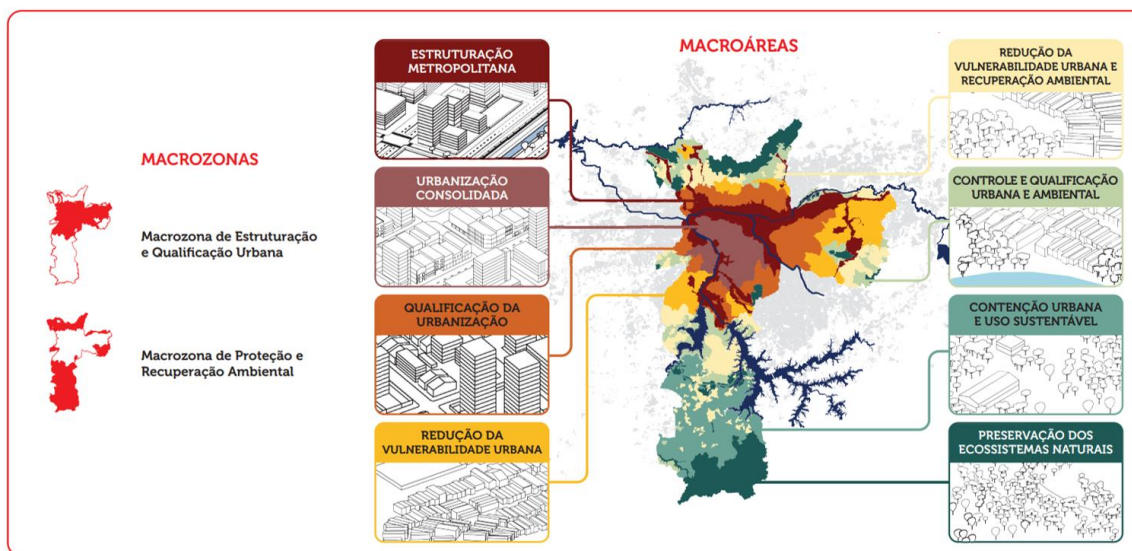 MACROZONAS
Macrozona de Estruturação
e Qualificação Urbana
Macrozona de Proteção e
Recuperação Ambiental
MACROÁREAS
ESTRUTURAÇÃO
METROPOLITANA
URBANIZAÇÃO
CONSOLIDADA
QUALIFICAÇÃO DA
URBANIZAÇÃO
REDUÇÃO DA
VULNERABILIDADE URBANA
REDUÇÃO DA
VULNERABILIDADE URBANA E
RECUPERAÇÃO AMBIENTAL
CONTROLE E QUALIFICAÇÃO
URBANA E AMBIENTAL
CONTENÇÃO URBANA
E USO SUSTENTÁVEL
PRESERVAÇÃO DOS
ECOSSISTEMAS NATURAIS